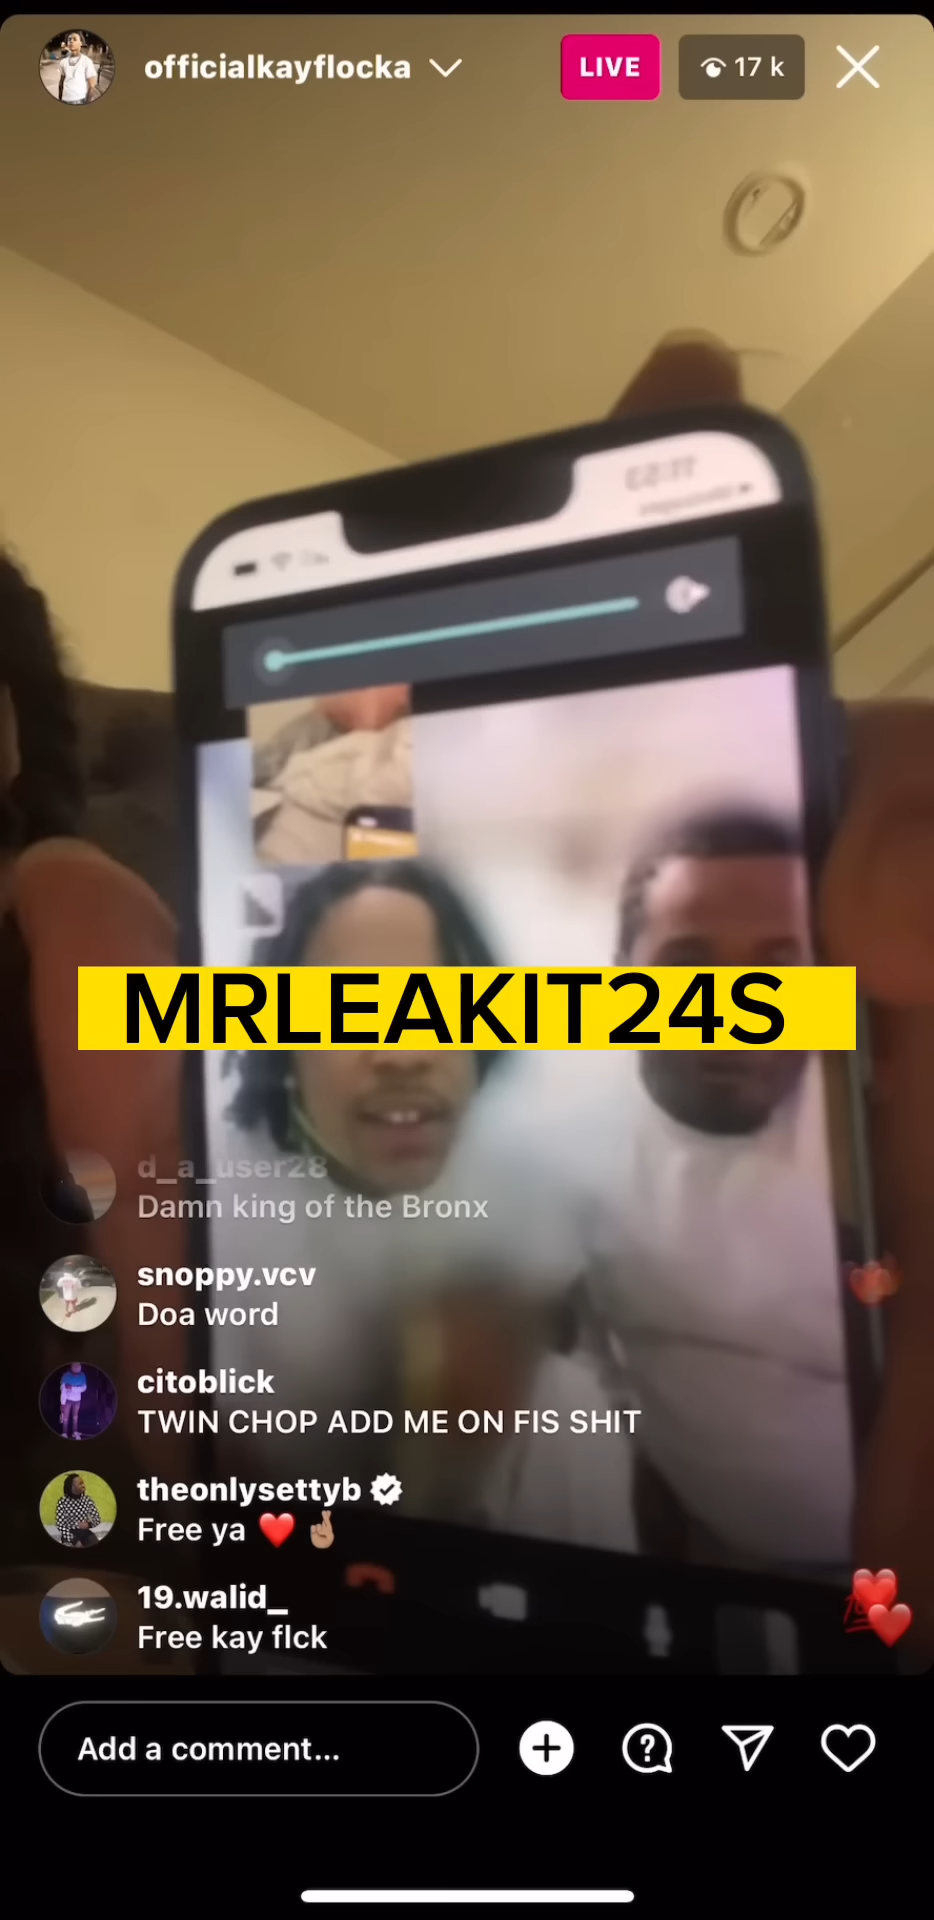 officialkayflocka
LIVE
17 k
MRLEAKIT24S
d_a_user28
Damn king of the Bronx
snoppy.vcv
Doa word
citoblick
TWIN CHOP ADD ME ON FIS SHIT
theonlysettyb
Free ya ❤️ 🤞🏼
19.walid_
Free kay flck
Add a comment...